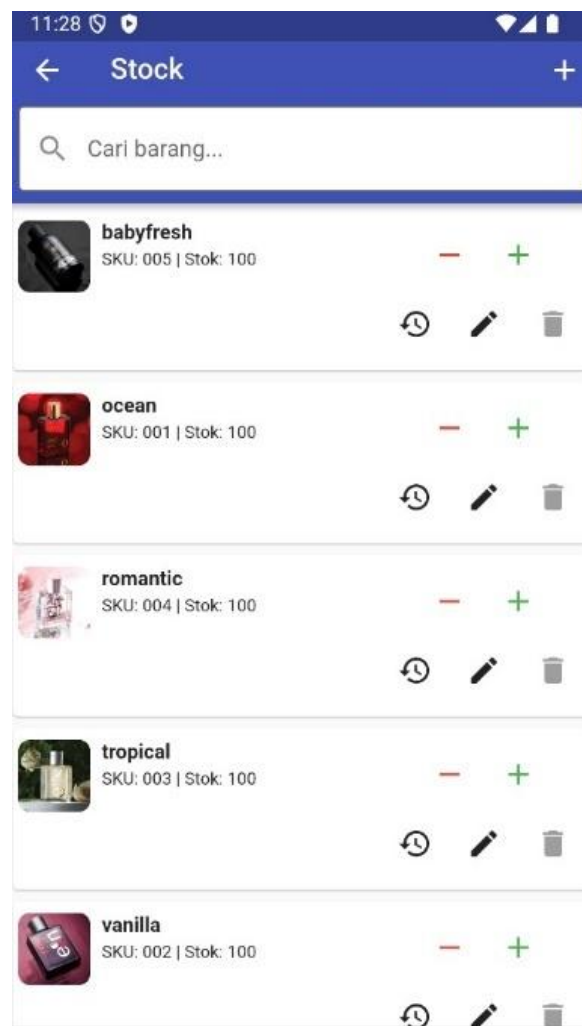 11:28
Stock
Cari barang...
babyfresh
SKU: 005 | Stok: 100
ocean
SKU: 001 | Stok: 100
romantic
SKU: 004 | Stok: 100
tropical
SKU: 003 | Stok: 100
vanilla
SKU: 002 | Stok: 100